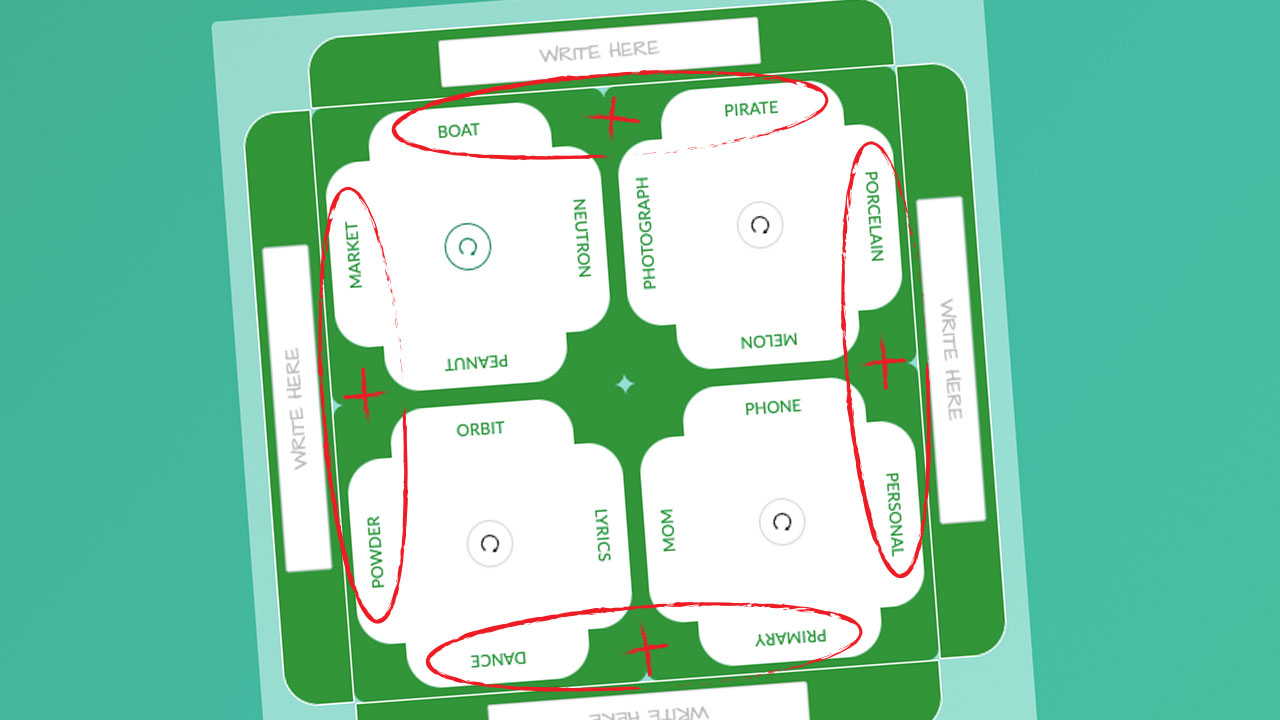 WRITE HERE
BOAT
PIRATE
MARKET
NEUTRON
PHOTOGRAPH
PORCELAIN
PEANUT
MELON
WRITE HERE
WRITE HERE
ORBIT
PHONE
POWDER
LYRICS
MOM
PERSONAL
DANCE
PRIMARY
WRITE HERE